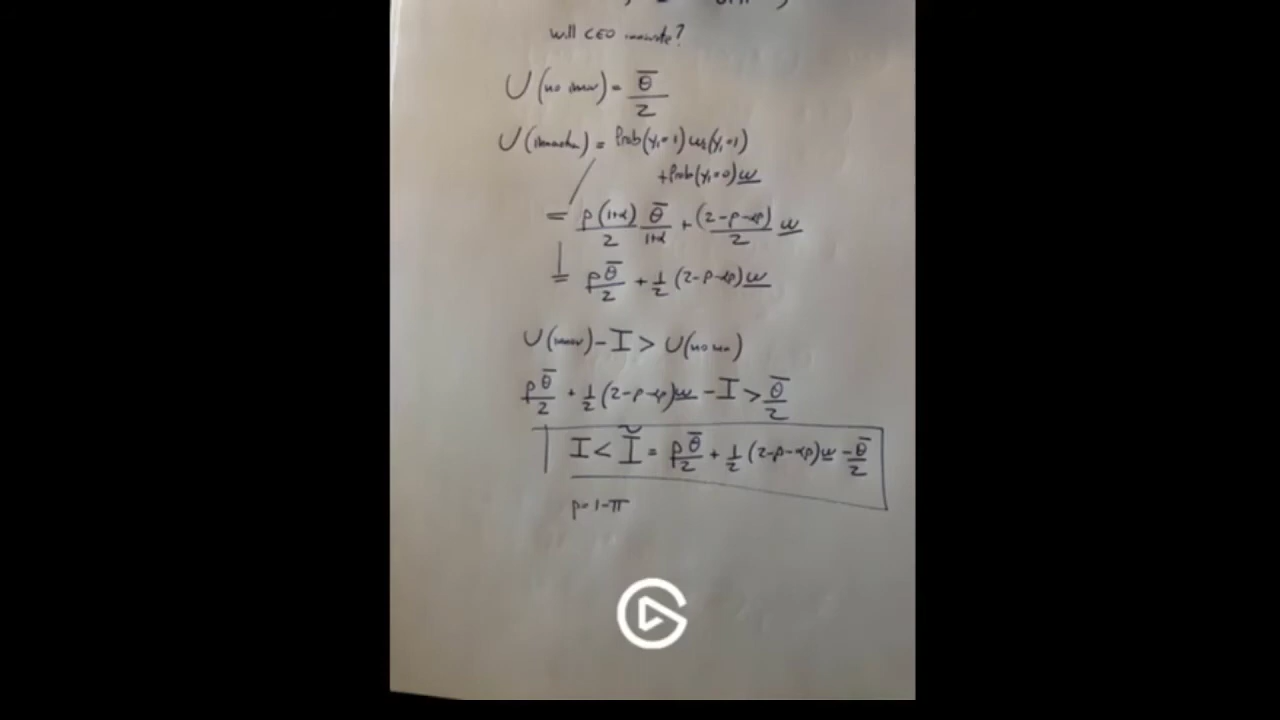 will CEO innovate?
U(no innov) = θ̅/2
U(innovation) = Prob(y₁=1) w₂(y₁=1)
+Prob(y₁=0) w̲
= p(1+α)/2 θ̅/1+α + (2-p-αp)/2 w̲
= pθ̅/2 + 1/2 (2-p-αp) w̲
U(innov) - I > U(no inn)
pθ̅/2 + 1/2 (2-p-αp) w̲ - I > θ̅/2
I < Ĩ = pθ̅/2 + 1/2 (2-p-αp) w̲ - θ̅/2
p=1-π